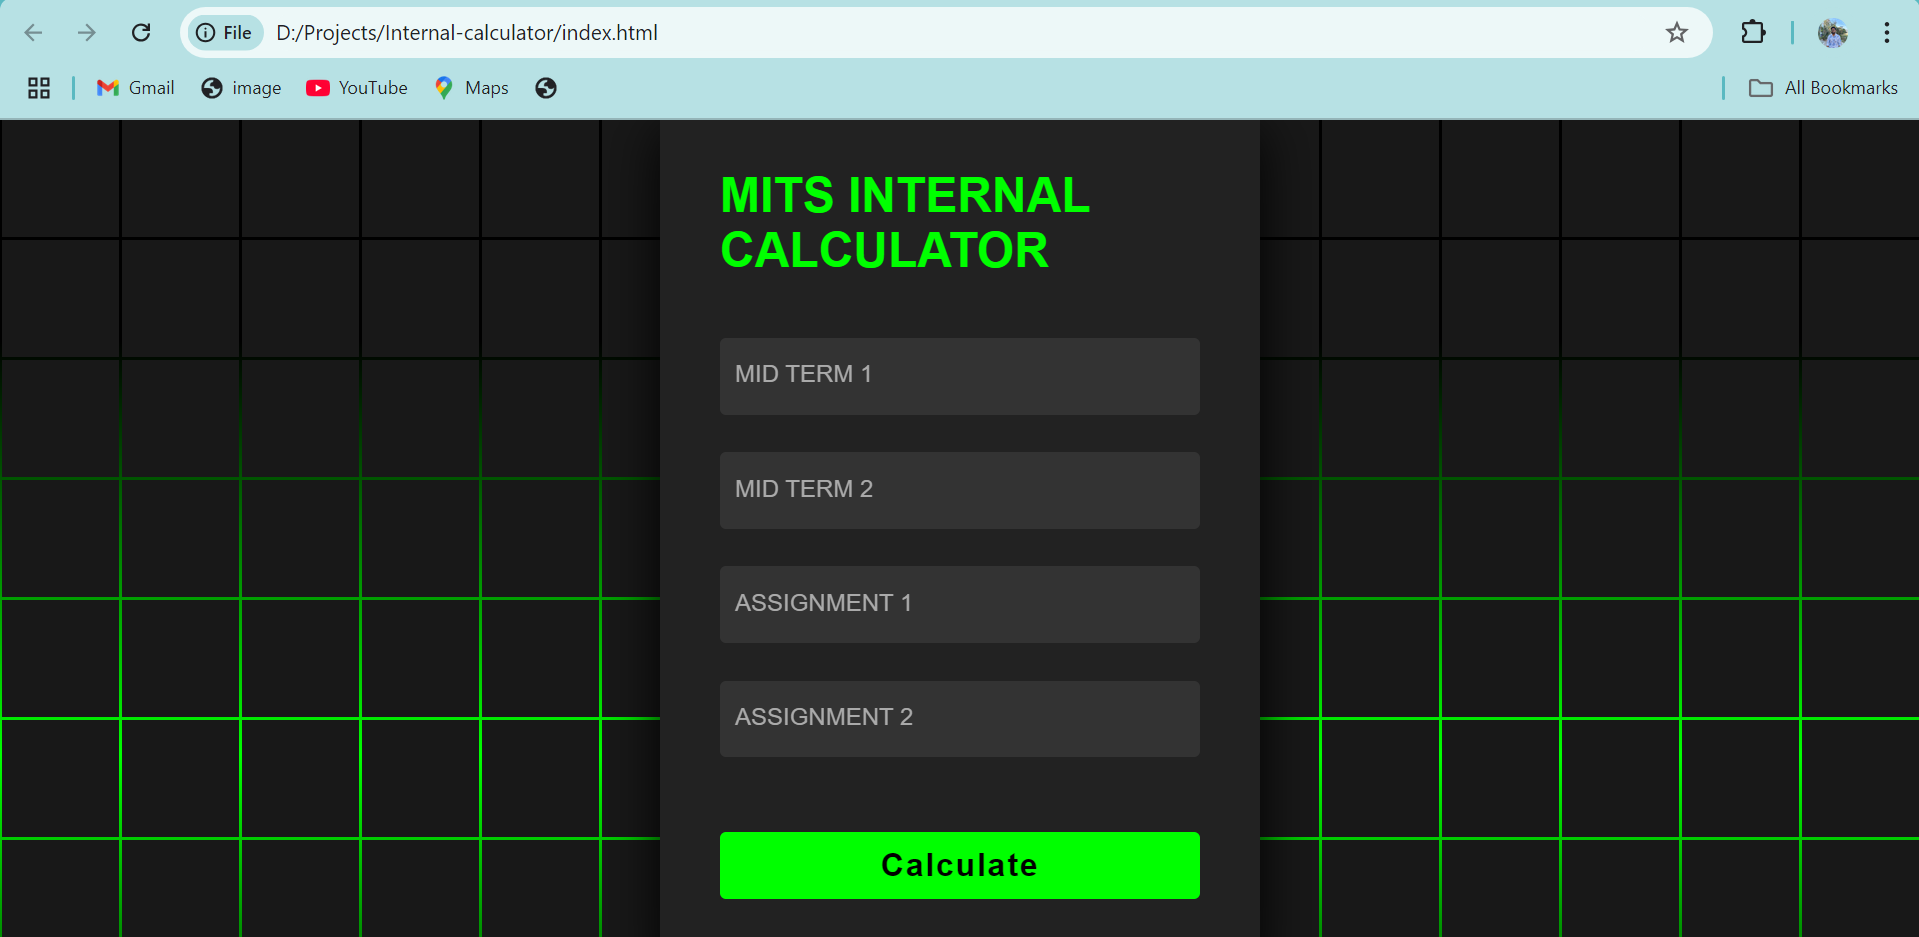 File D:/Projects/Internal-calculator/index.html
Gmail image YouTube Maps All Bookmarks
MITS INTERNAL
CALCULATOR
MID TERM 1
MID TERM 2
ASSIGNMENT 1
ASSIGNMENT 2
Calculate